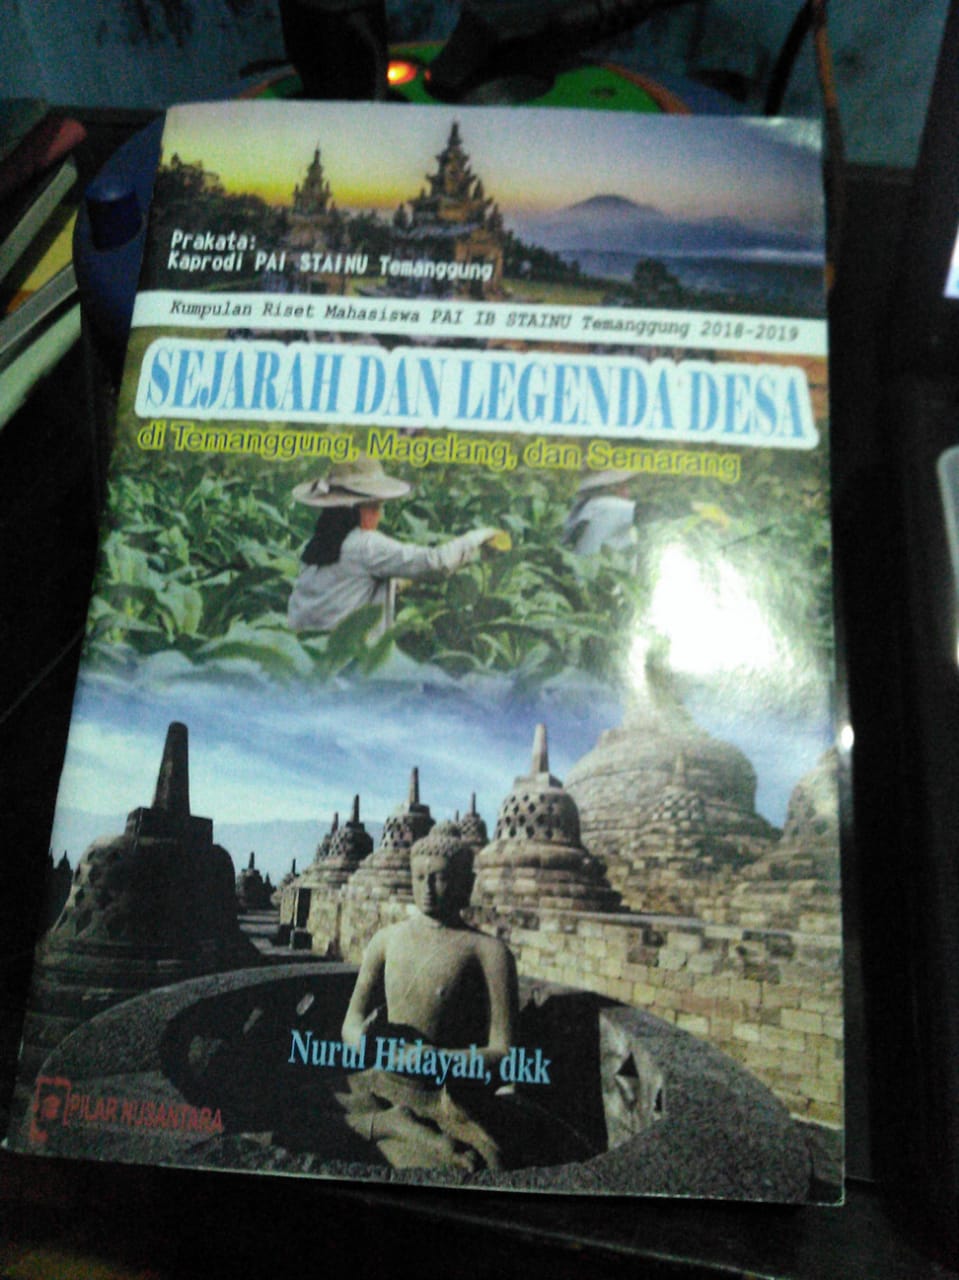 Prakata:
Kaprodi PAI STAINU Temanggung
Kumpulan Riset Mahasiswa PAI IB STAINU Temanggung 2018-2019
SEJARAH DAN LEGENDA DESA
di Temanggung, Magelang, dan Semarang
Nurul Hidayah, dkk
PILAR NUSANTARA